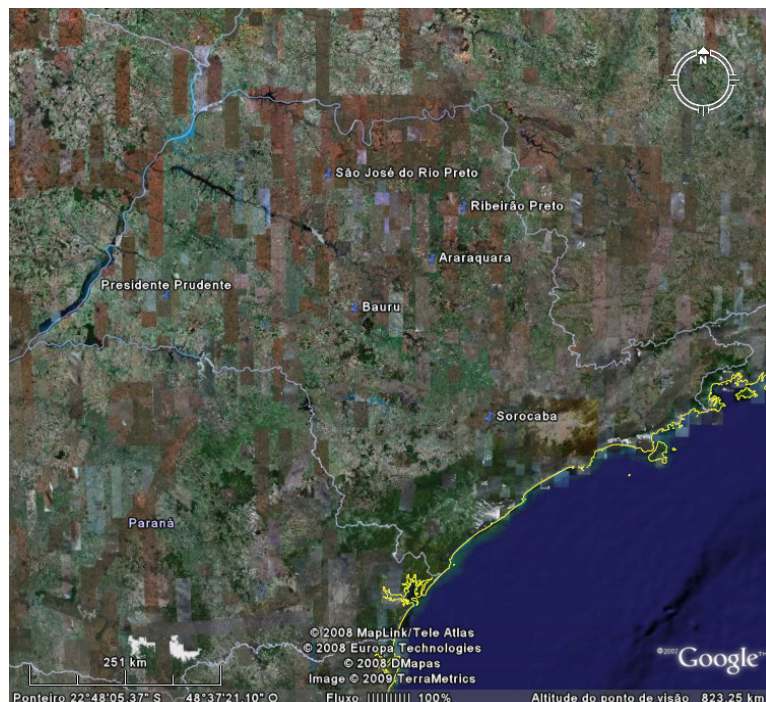 N
São José do Rio Preto
Ribeirão Preto
Araraquara
Presidente Prudente
Bauru
Sorocaba
Paraná
© 2008 MapLink/Tele Atlas
© 2008 Europa Technologies
© 2008 DMapas
Image © 2009 TerraMetrics
251 km
©2007 Google™
Ponteiro 22°48'05.37" S 48°37'21.10" O Fluxo |||||||||| 100% Altitude do ponto de visão 823.25 km